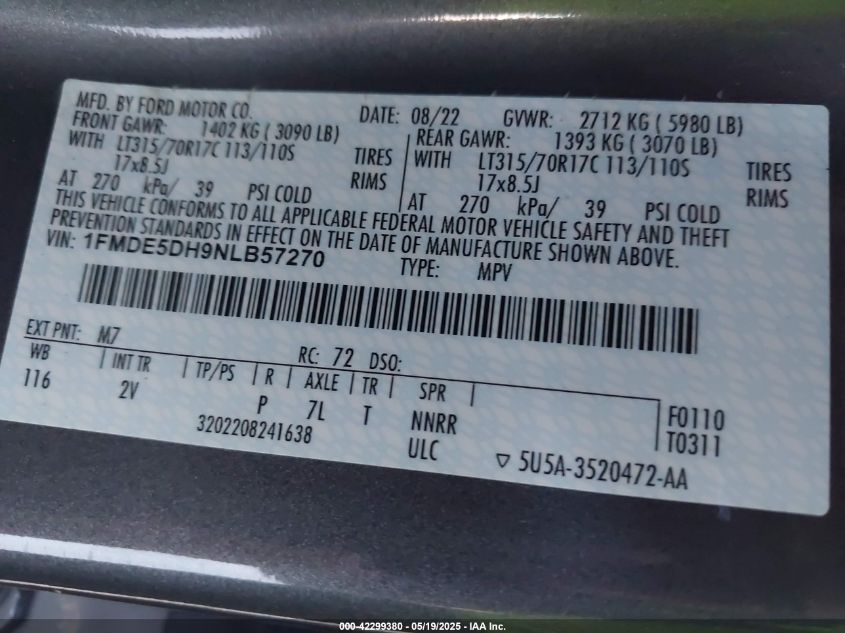 MFD. BY FORD MOTOR CO. DATE: 08/22 GVWR: 2712 KG ( 5980 LB)
FRONT GAWR: 1402 KG ( 3090 LB) REAR GAWR: 1393 KG ( 3070 LB)
WITH LT315/70R17C 113/110S TIRES WITH LT315/70R17C 113/110S TIRES
17x8.5J RIMS 17x8.5J RIMS
AT 270 kPa/ 39 PSI COLD AT 270 kPa/ 39 PSI COLD
THIS VEHICLE CONFORMS TO ALL APPLICABLE FEDERAL MOTOR VEHICLE SAFETY AND THEFT
PREVENTION STANDARDS IN EFFECT ON THE DATE OF MANUFACTURE SHOWN ABOVE.
VIN: 1FMDE5DH9NLB57270 TYPE: MPV
EXT PNT: M7 RC: 72 DSO:
WB INT TR TP/PS R AXLE TR SPR
116 2V P 7L T NNRR F0110
3202208241638 ULC T0311
5U5A-3520472-AA
000-42299380 - 05/19/2025 - IAA Inc.